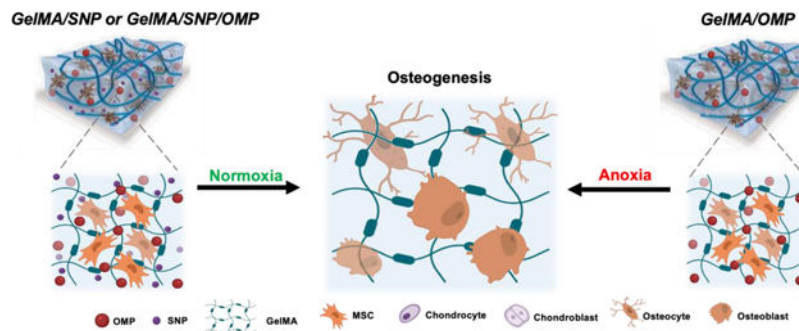 GelMA/SNP or GelMA/SNP/OMP
GelMA/OMP
Osteogenesis
Normoxia
Anoxia
OMP
SNP
GelMA
MSC
Chondrocyte
Chondroblast
Osteocyte
Osteoblast